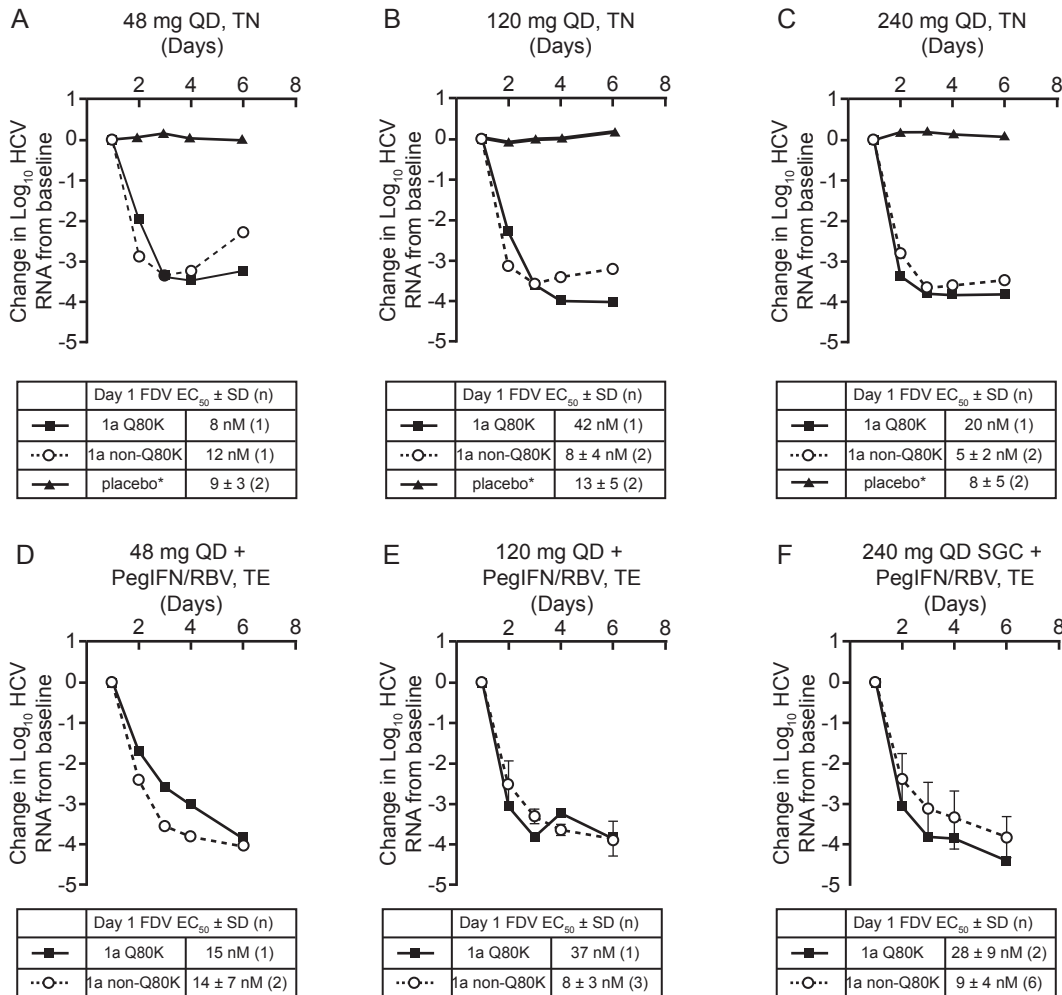 A
48 mg QD, TN
(Days)
2 4 6 8
1
0
-1
-2
-3
-4
-5
Change in Log10 HCV
RNA from baseline
Day 1 FDV EC50 ± SD (n)
1a Q80K 8 nM (1)
1a non-Q80K 12 nM (1)
placebo* 9 ± 3 (2)
B
120 mg QD, TN
(Days)
2 4 6 8
1
0
-1
-2
-3
-4
-5
Change in Log10 HCV
RNA from baseline
Day 1 FDV EC50 ± SD (n)
1a Q80K 42 nM (1)
1a non-Q80K 8 ± 4 nM (2)
placebo* 13 ± 5 (2)
C
240 mg QD, TN
(Days)
2 4 6 8
1
0
-1
-2
-3
-4
-5
Change in Log10 HCV
RNA from baseline
Day 1 FDV EC50 ± SD (n)
1a Q80K 20 nM (1)
1a non-Q80K 5 ± 2 nM (2)
placebo* 8 ± 5 (2)
D
48 mg QD +
PegIFN/RBV, TE
(Days)
2 4 6 8
1
0
-1
-2
-3
-4
-5
Change in Log10 HCV
RNA from baseline
Day 1 FDV EC50 ± SD (n)
1a Q80K 15 nM (1)
1a non-Q80K 14 ± 7 nM (2)
E
120 mg QD +
PegIFN/RBV, TE
(Days)
2 4 6 8
1
0
-1
-2
-3
-4
-5
Change in Log10 HCV
RNA from baseline
Day 1 FDV EC50 ± SD (n)
1a Q80K 37 nM (1)
1a non-Q80K 8 ± 3 nM (3)
F
240 mg QD SGC +
PegIFN/RBV, TE
(Days)
2 4 6 8
1
0
-1
-2
-3
-4
-5
Change in Log10 HCV
RNA from baseline
Day 1 FDV EC50 ± SD (n)
1a Q80K 28 ± 9 nM (2)
1a non-Q80K 9 ± 4 nM (6)